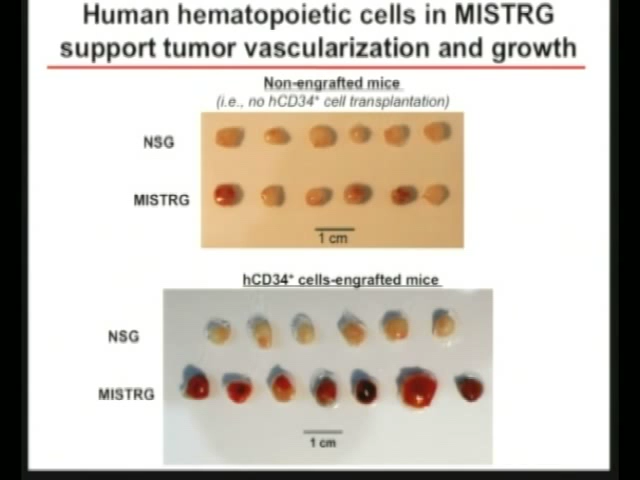 Human hematopoietic cells in MISTRG
support tumor vascularization and growth
Non-engrafted mice
(i.e., no hCD34⁺ cell transplantation)
NSG
MISTRG
1 cm
hCD34⁺ cells-engrafted mice
NSG
MISTRG
1 cm